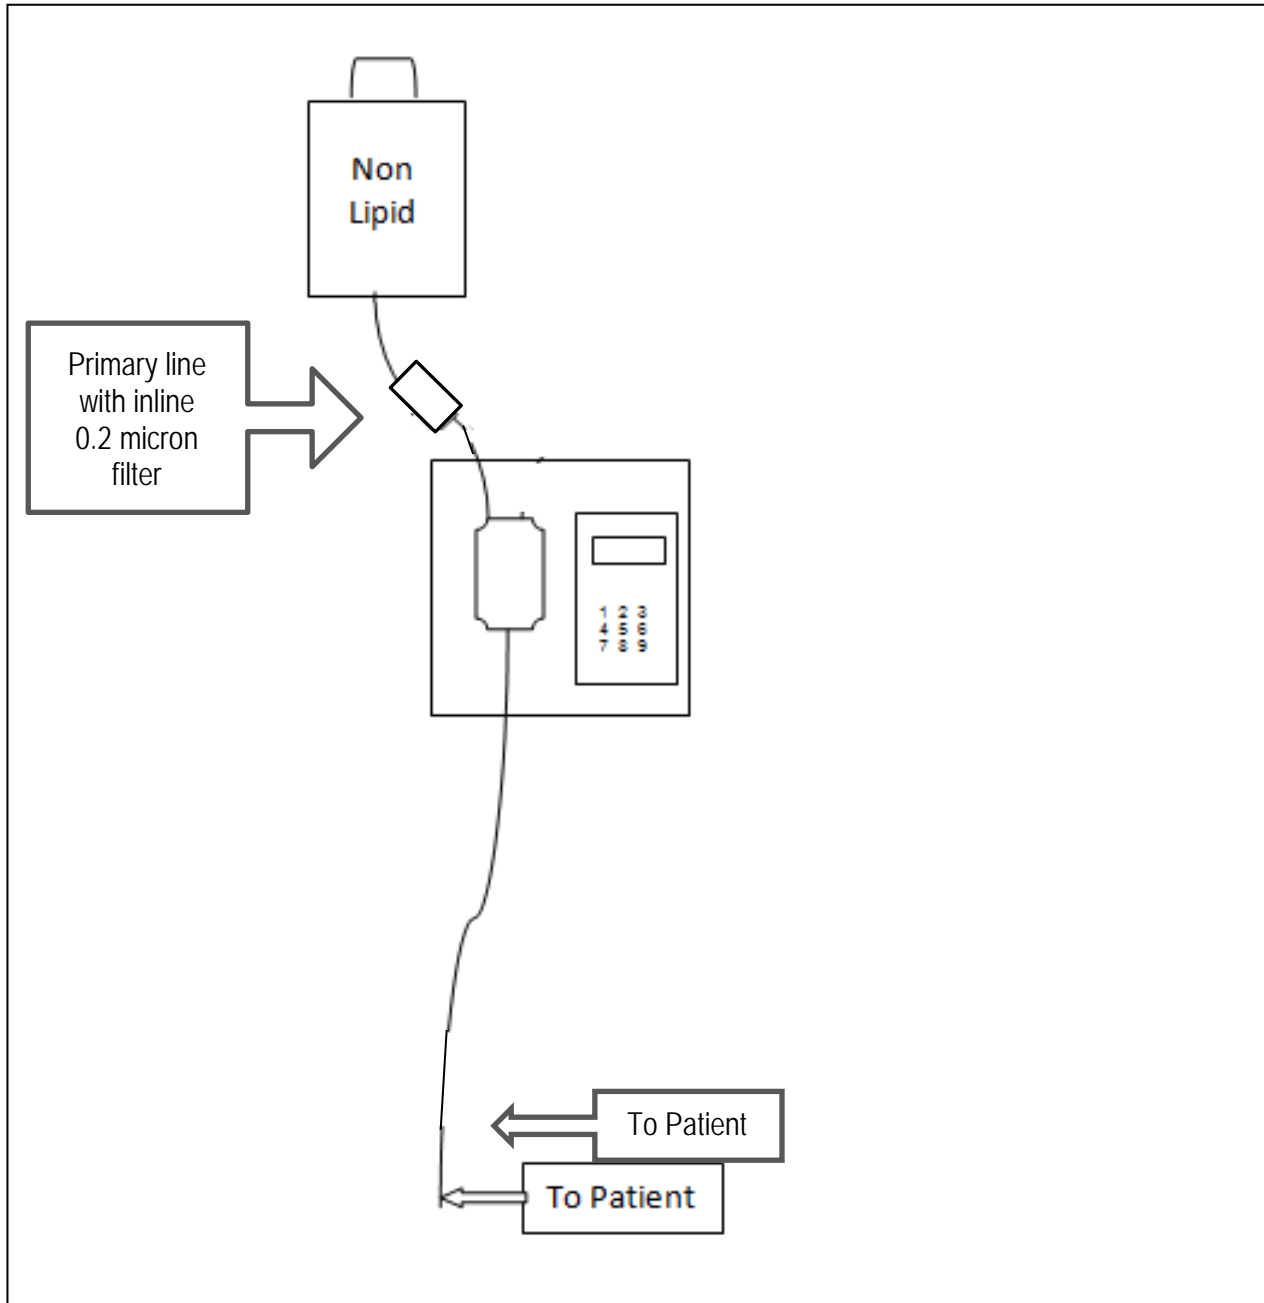 Non
Lipid
Primary line
with inline
0.2 micron
filter
1 2 3
4 5 6
7 8 9
To Patient
To Patient